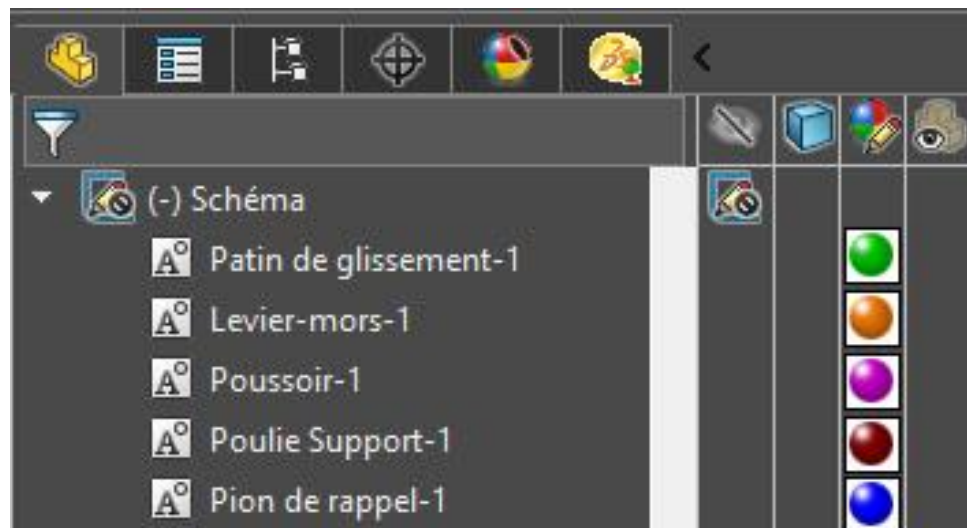 (-) Schéma
Patin de glissement-1
Levier-mors-1
Poussoir-1
Poulie Support-1
Pion de rappel-1